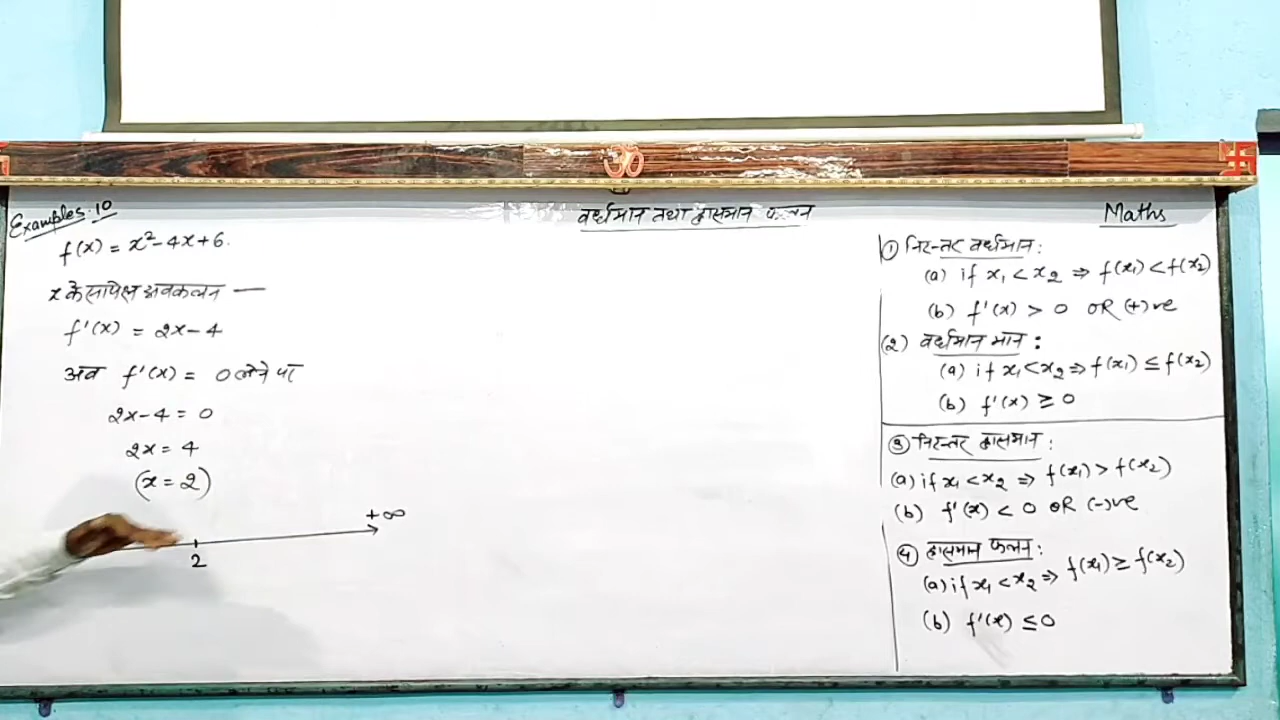 Examples:10
वर्धमान तथा ह्रासमान फलन
Maths
f(x) = x²-4x+6.
x के सापेक्ष अवकलन —
f'(x) = 2x-4
अब f'(x) = 0 लेने पर
2x-4 = 0
2x = 4
(x = 2)
+∞
2
① निरन्तर वर्धमान:
(a) if x₁ < x₂ ⇒ f(x₁) < f(x₂)
(b) f'(x) > 0 OR (+)ve
(२) वर्धमान मान :
(a) if x₁<x₂ ⇒ f(x₁) ≤ f(x₂)
(b) f'(x) ≥ 0
③ निरन्तर ह्रासमान :
(a) if x₁ < x₂ ⇒ f(x₁) > f(x₂)
(b) f'(x) < 0 OR (-)ve
(४) ह्रासमान फलन :
(a) if x₁ < x₂ ⇒ f(x₁) ≥ f(x₂)
(b) f'(x) ≤ 0